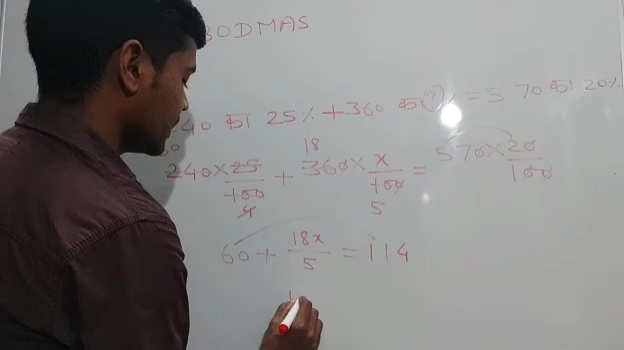 BODMAS
240 का 25% + 360 का ?% = 570 का 20%
60 18
240 × 25/100 + 360 × x/100 = 570 × 20/100
4 5
60 + 18x/5 = 114